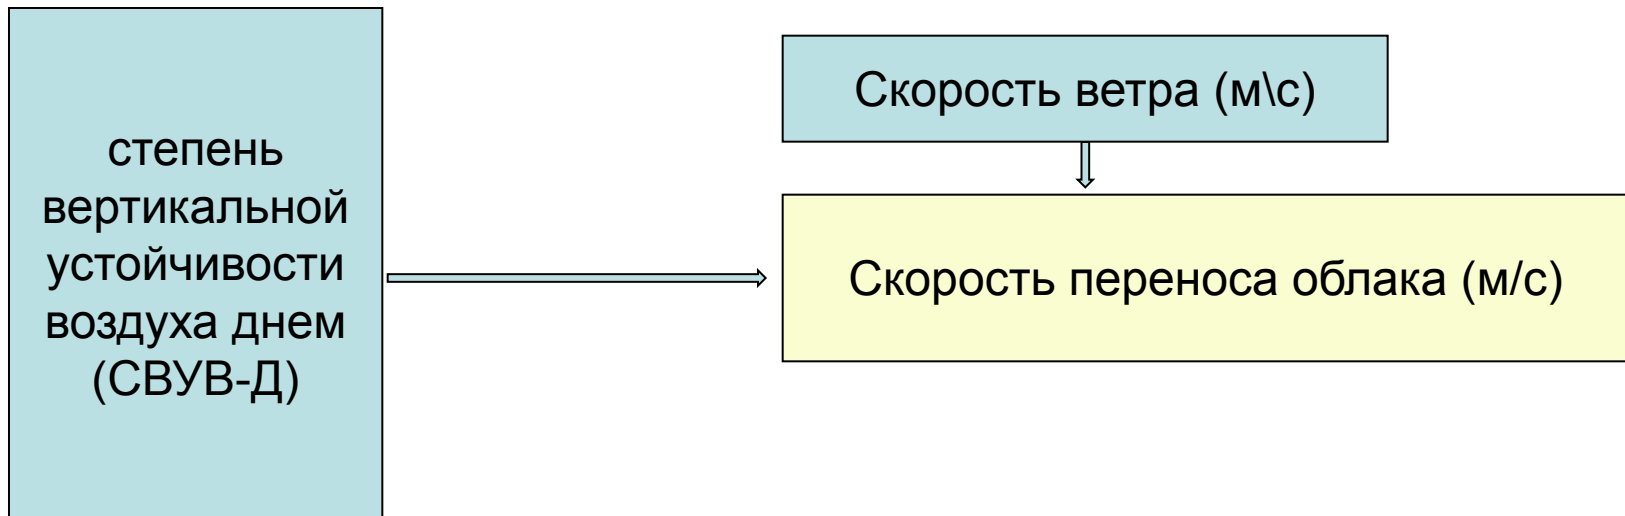 степень
вертикальной
устойчивости
воздуха днем
(СВУВ-Д)
Скорость ветра (м\с)
Скорость переноса облака (м/с)